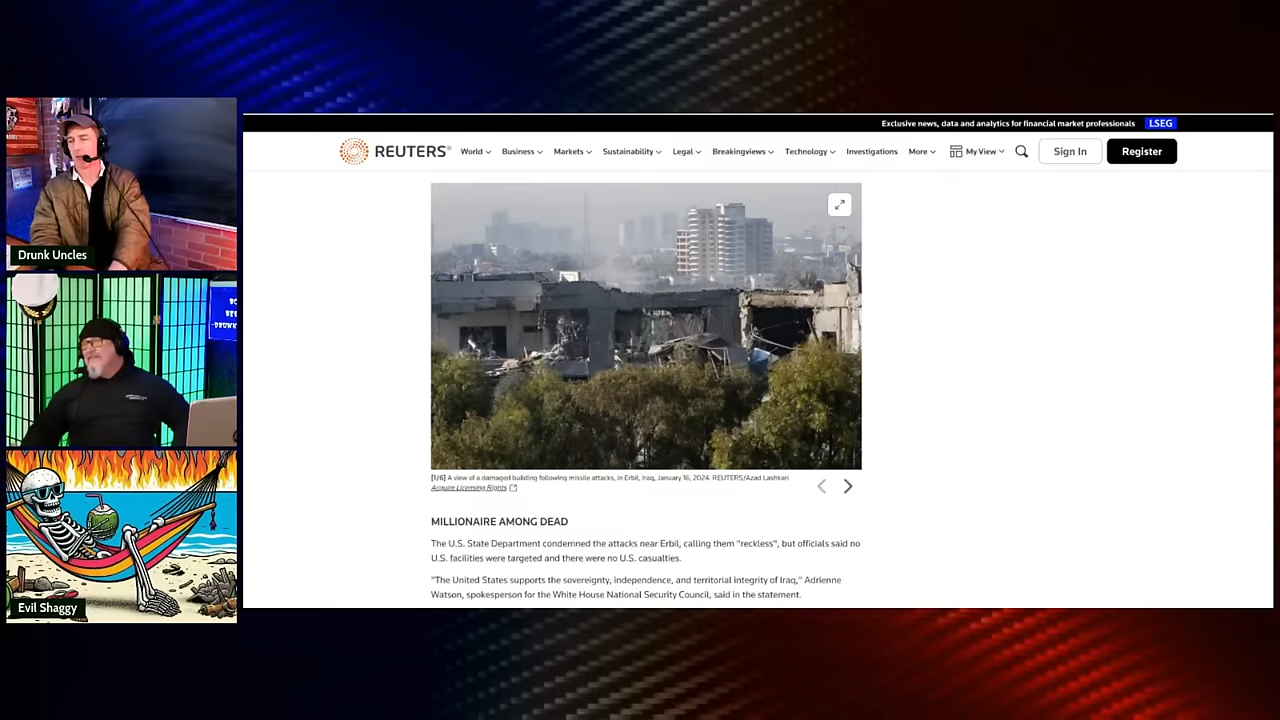 Exclusive news, data and analytics for financial market professionals LSEG
REUTERS® World Business Markets Sustainability Legal Breakingviews Technology Investigations More My View Sign In Register
Drunk Uncles
Evil Shaggy
[1/6] A view of a damaged building following missile attacks, in Erbil, Iraq, January 16, 2024. REUTERS/Azad Lashkari
Acquire Licensing Rights
MILLIONAIRE AMONG DEAD
The U.S. State Department condemned the attacks near Erbil, calling them "reckless", but officials said no
U.S. facilities were targeted and there were no U.S. casualties.
"The United States supports the sovereignty, independence, and territorial integrity of Iraq," Adrienne
Watson, spokesperson for the White House National Security Council, said in the statement.